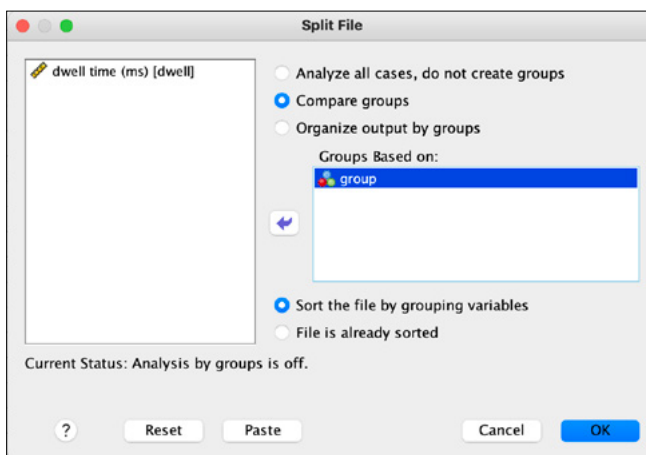 Split File
dwell time (ms) [dwell]
Analyze all cases, do not create groups
Compare groups
Organize output by groups
Groups Based on:
group
Sort the file by grouping variables
File is already sorted
Current Status: Analysis by groups is off.
? Reset Paste Cancel OK